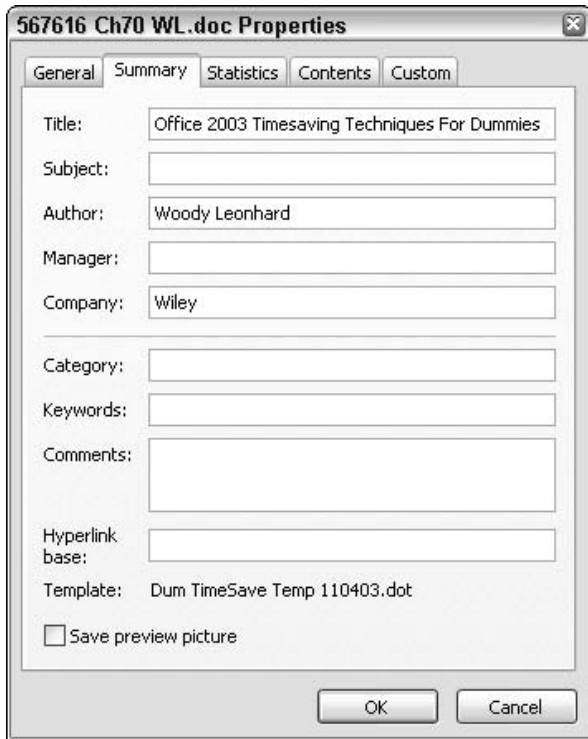 567616 Ch70 WL.doc Properties
General Summary Statistics Contents Custom
Title: Office 2003 Timesaving Techniques For Dummies
Subject:
Author: Woody Leonhard
Manager:
Company: Wiley
Category:
Keywords:
Comments:
Hyperlink
base:
Template: Dum TimeSave Temp 110403.dot
Save preview picture
OK Cancel